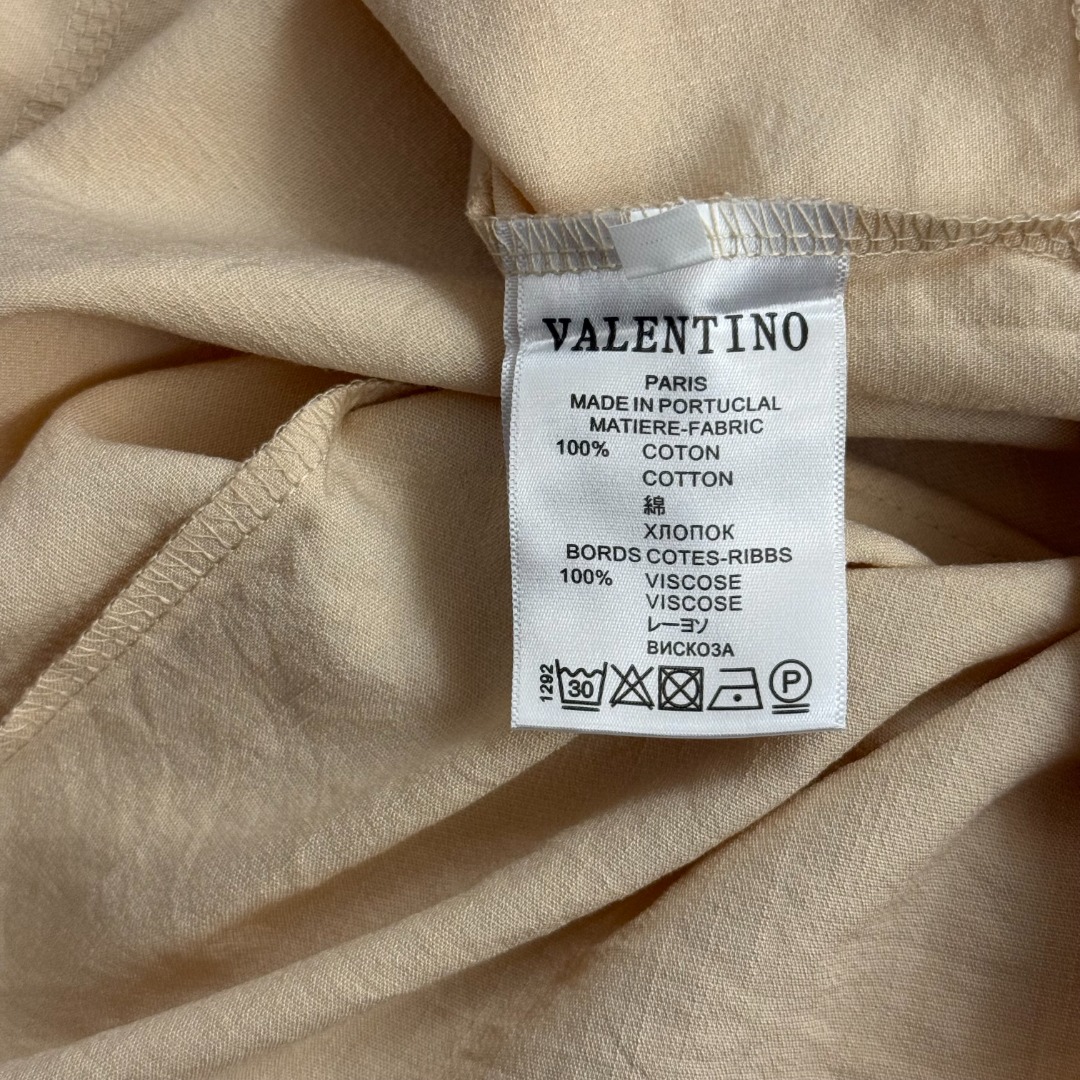 VALENTINO
PARIS
MADE IN PORTUCLAL
MATIERE-FABRIC
100% COTON
COTTON
綿
ХЛОПОК
BORDS COTES-RIBBS
100% VISCOSE
VISCOSE
レーヨソ
ВИСКОЗА
1292
30 P